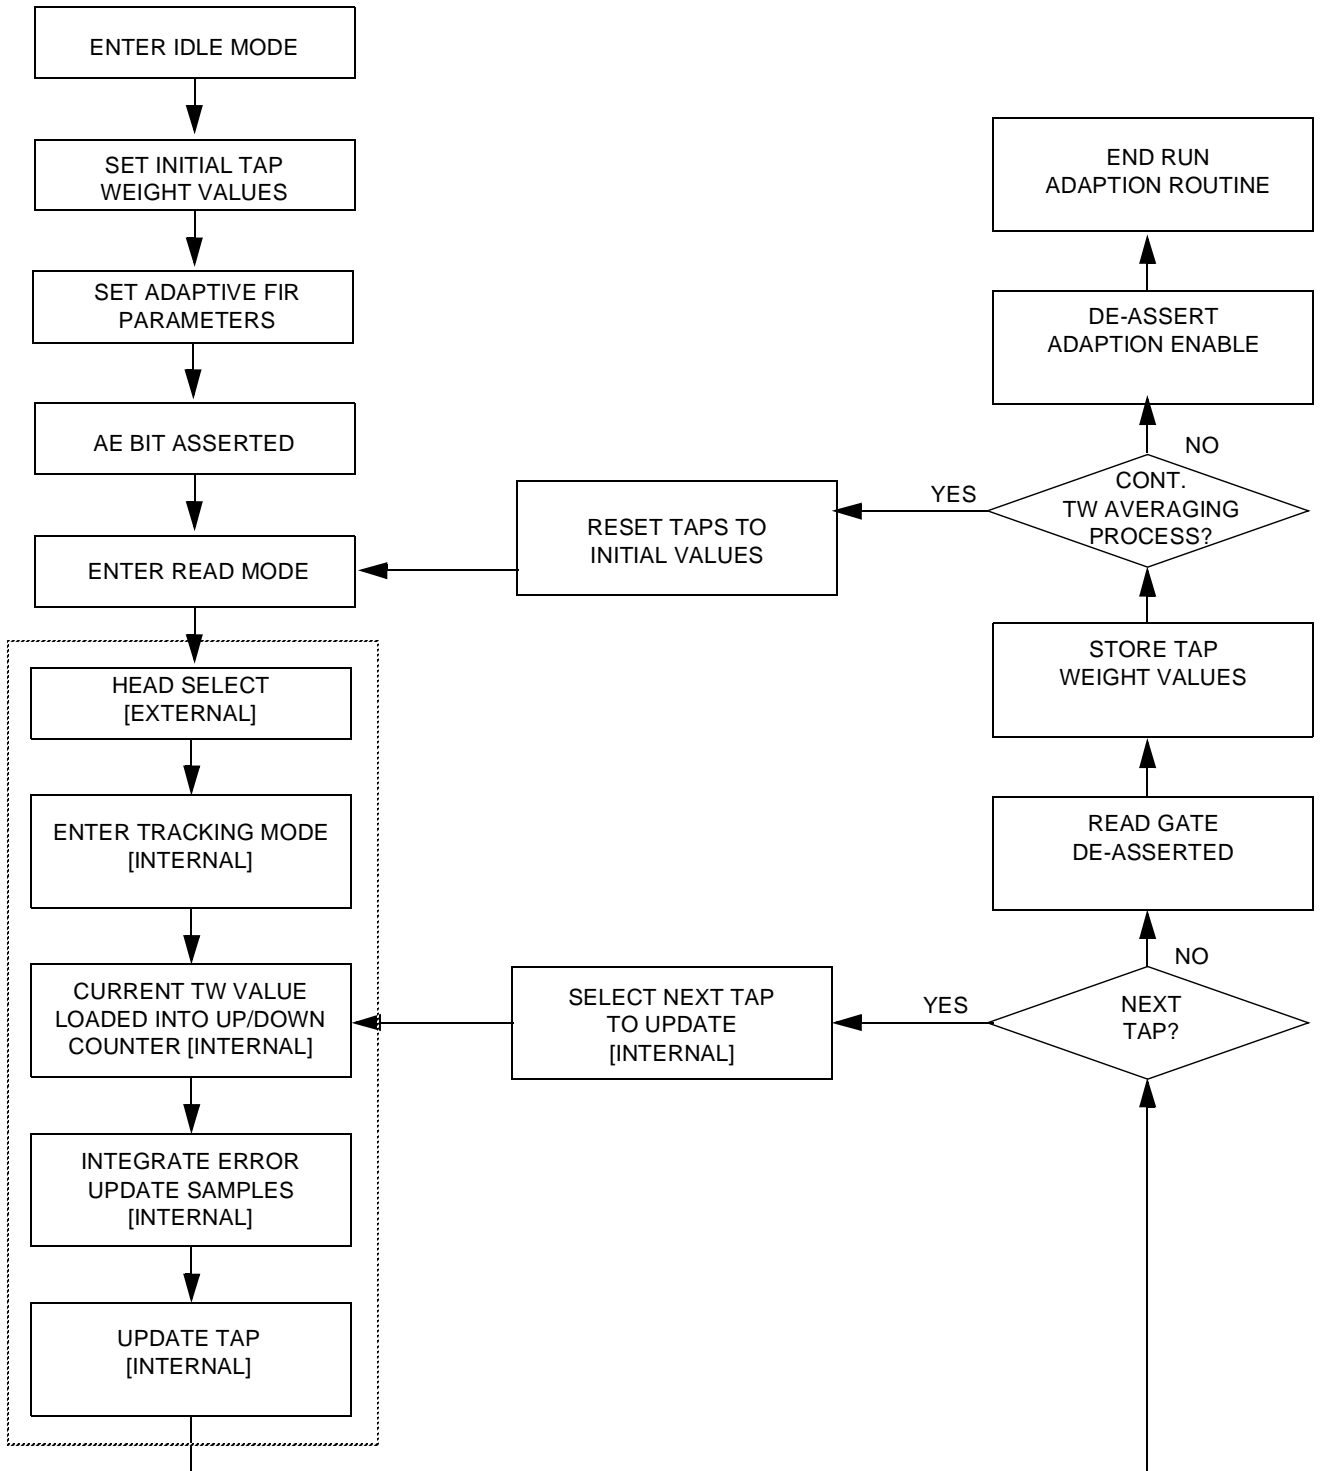 ENTER IDLE MODE
SET INITIAL TAP
WEIGHT VALUES
SET ADAPTIVE FIR
PARAMETERS
AE BIT ASSERTED
ENTER READ MODE
HEAD SELECT
[EXTERNAL]
ENTER TRACKING MODE
[INTERNAL]
CURRENT TW VALUE
LOADED INTO UP/DOWN
COUNTER [INTERNAL]
INTEGRATE ERROR
UPDATE SAMPLES
[INTERNAL]
UPDATE TAP
[INTERNAL]
RESET TAPS TO
INITIAL VALUES
SELECT NEXT TAP
TO UPDATE
[INTERNAL]
END RUN
ADAPTION ROUTINE
DE-ASSERT
ADAPTION ENABLE
NO
YES
CONT.
TW AVERAGING
PROCESS?
STORE TAP
WEIGHT VALUES
READ GATE
DE-ASSERTED
NO
YES
NEXT
TAP?